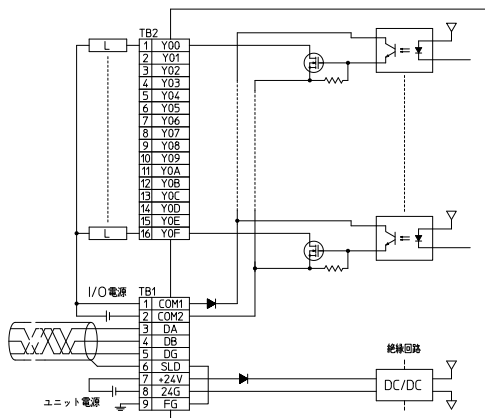 TB2
L 1 Y00
2 Y01
3 Y02
4 Y03
5 Y04
6 Y05
7 Y06
8 Y07
9 Y08
10 Y09
11 Y0A
12 Y0B
13 Y0C
14 Y0D
15 Y0E
L 16 Y0F
I/O電源 TB1
1 COM1
2 COM2
3 DA
4 DB
5 DG
6 SLD
7 +24V
8 24G
9 FG
ユニット電源
絶縁回路
DC/DC